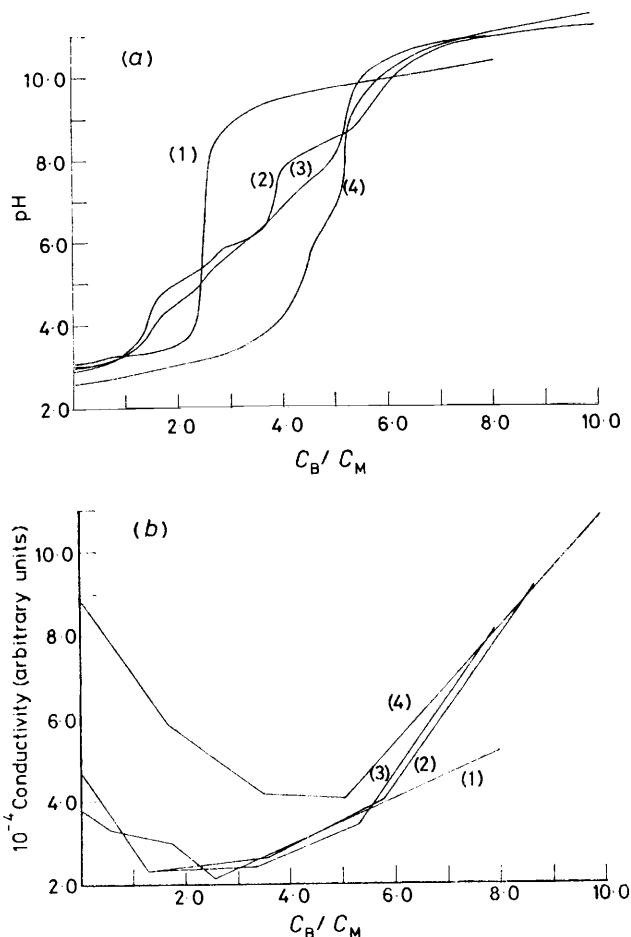 (a)
10·0
8·0
6·0
4·0
2·0
pH
(1)
(2)
(3)
(4)
2·0 4·0 6·0 8·0 10·0
C_B / C_M
(b)
10·0
8·0
6·0
4·0
2·0
10⁻⁴ Conductivity (arbitrary units)
(4)
(3)
(2)
(1)
2·0 4·0 6·0 8·0 10·0
C_B / C_M